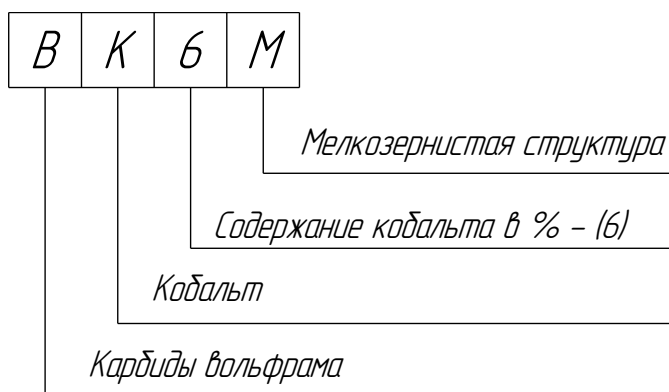 В К 6 М
Мелкозернистая структура
Содержание кобальта в % - (6)
Кобальт
Карбиды вольфрама